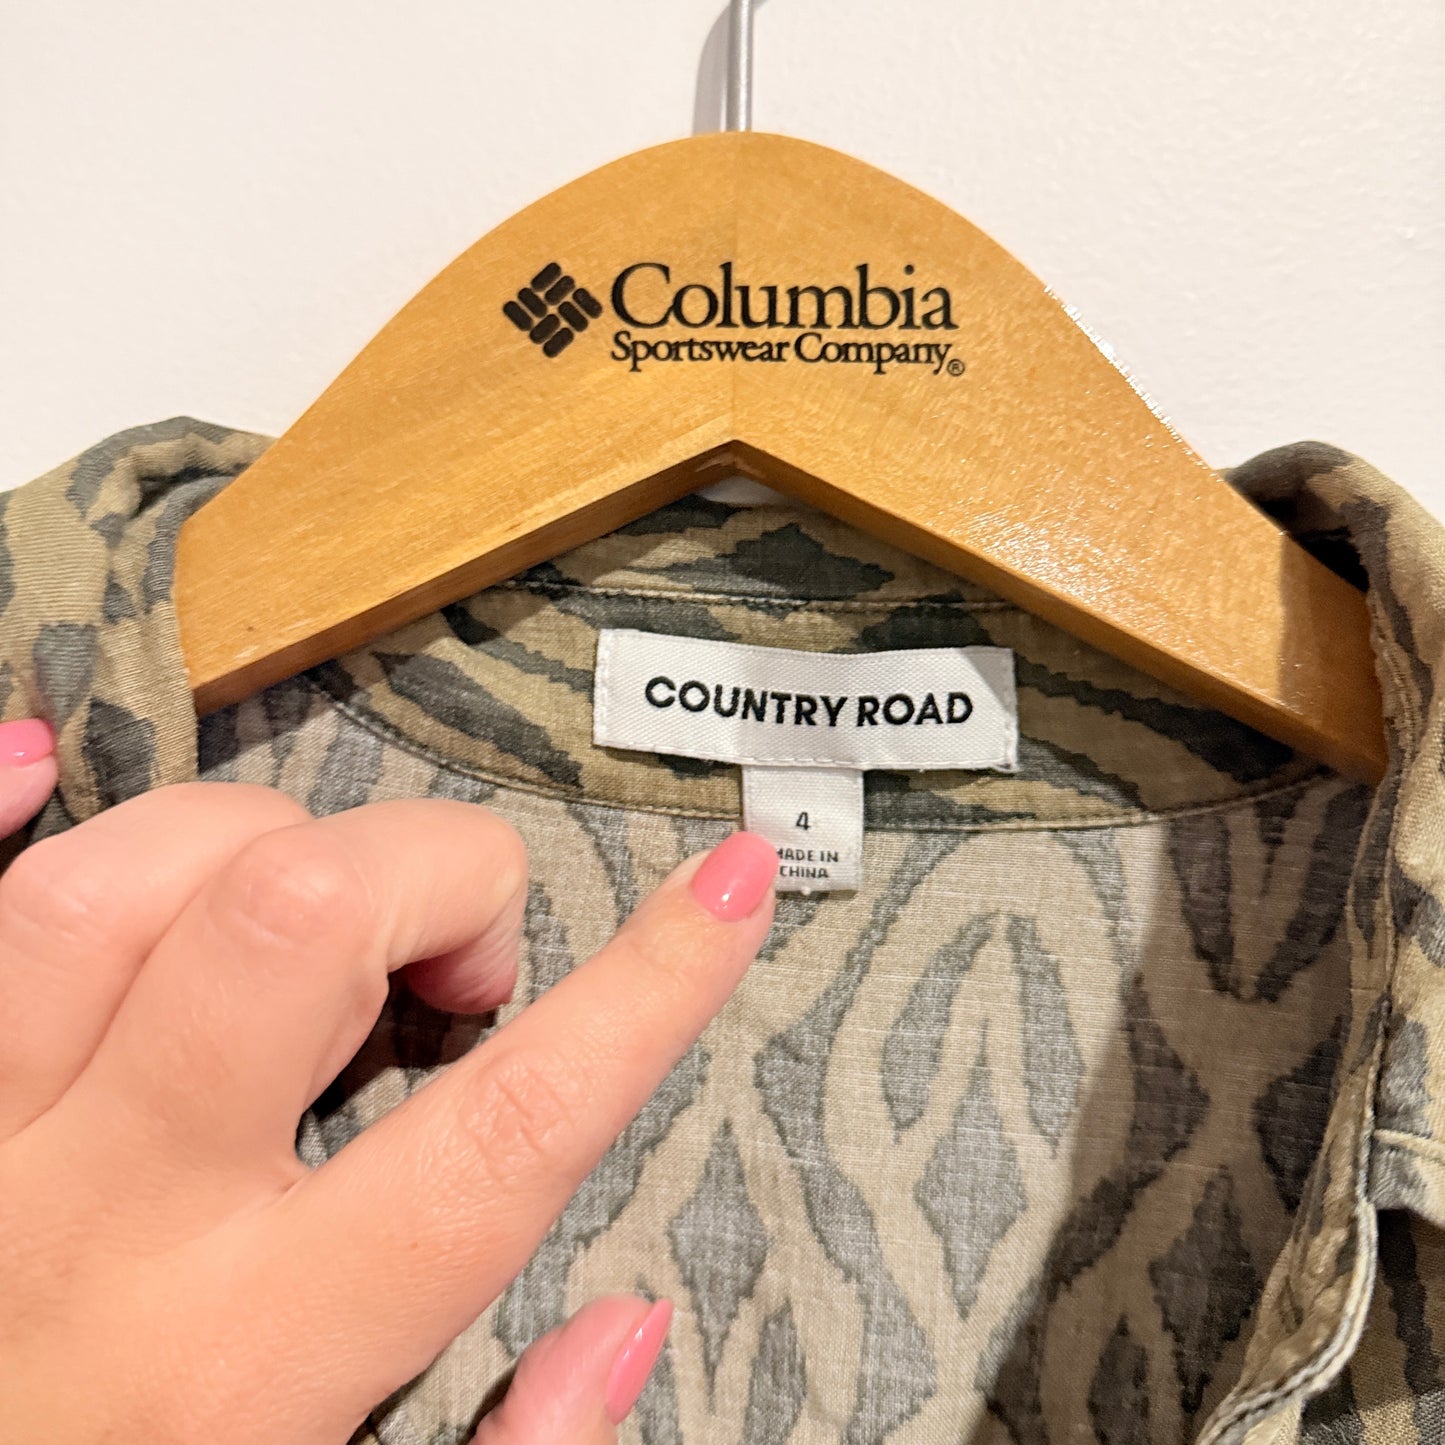 Columbia
Sportswear Company®
COUNTRY ROAD
4
MADE IN
CHINA